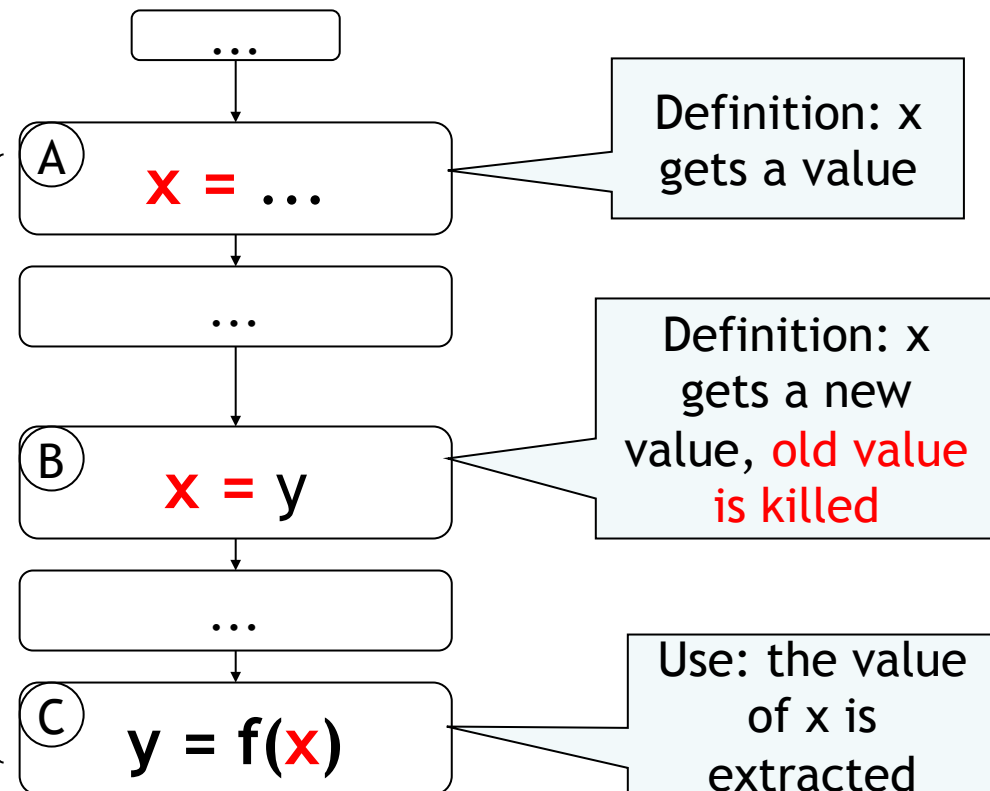 ...
A
x = ...
Definition: x
gets a value
...
Definition: x
gets a new
value, old value
is killed
B
x = y
...
C
y = f(x)
Use: the value
of x is
extracted